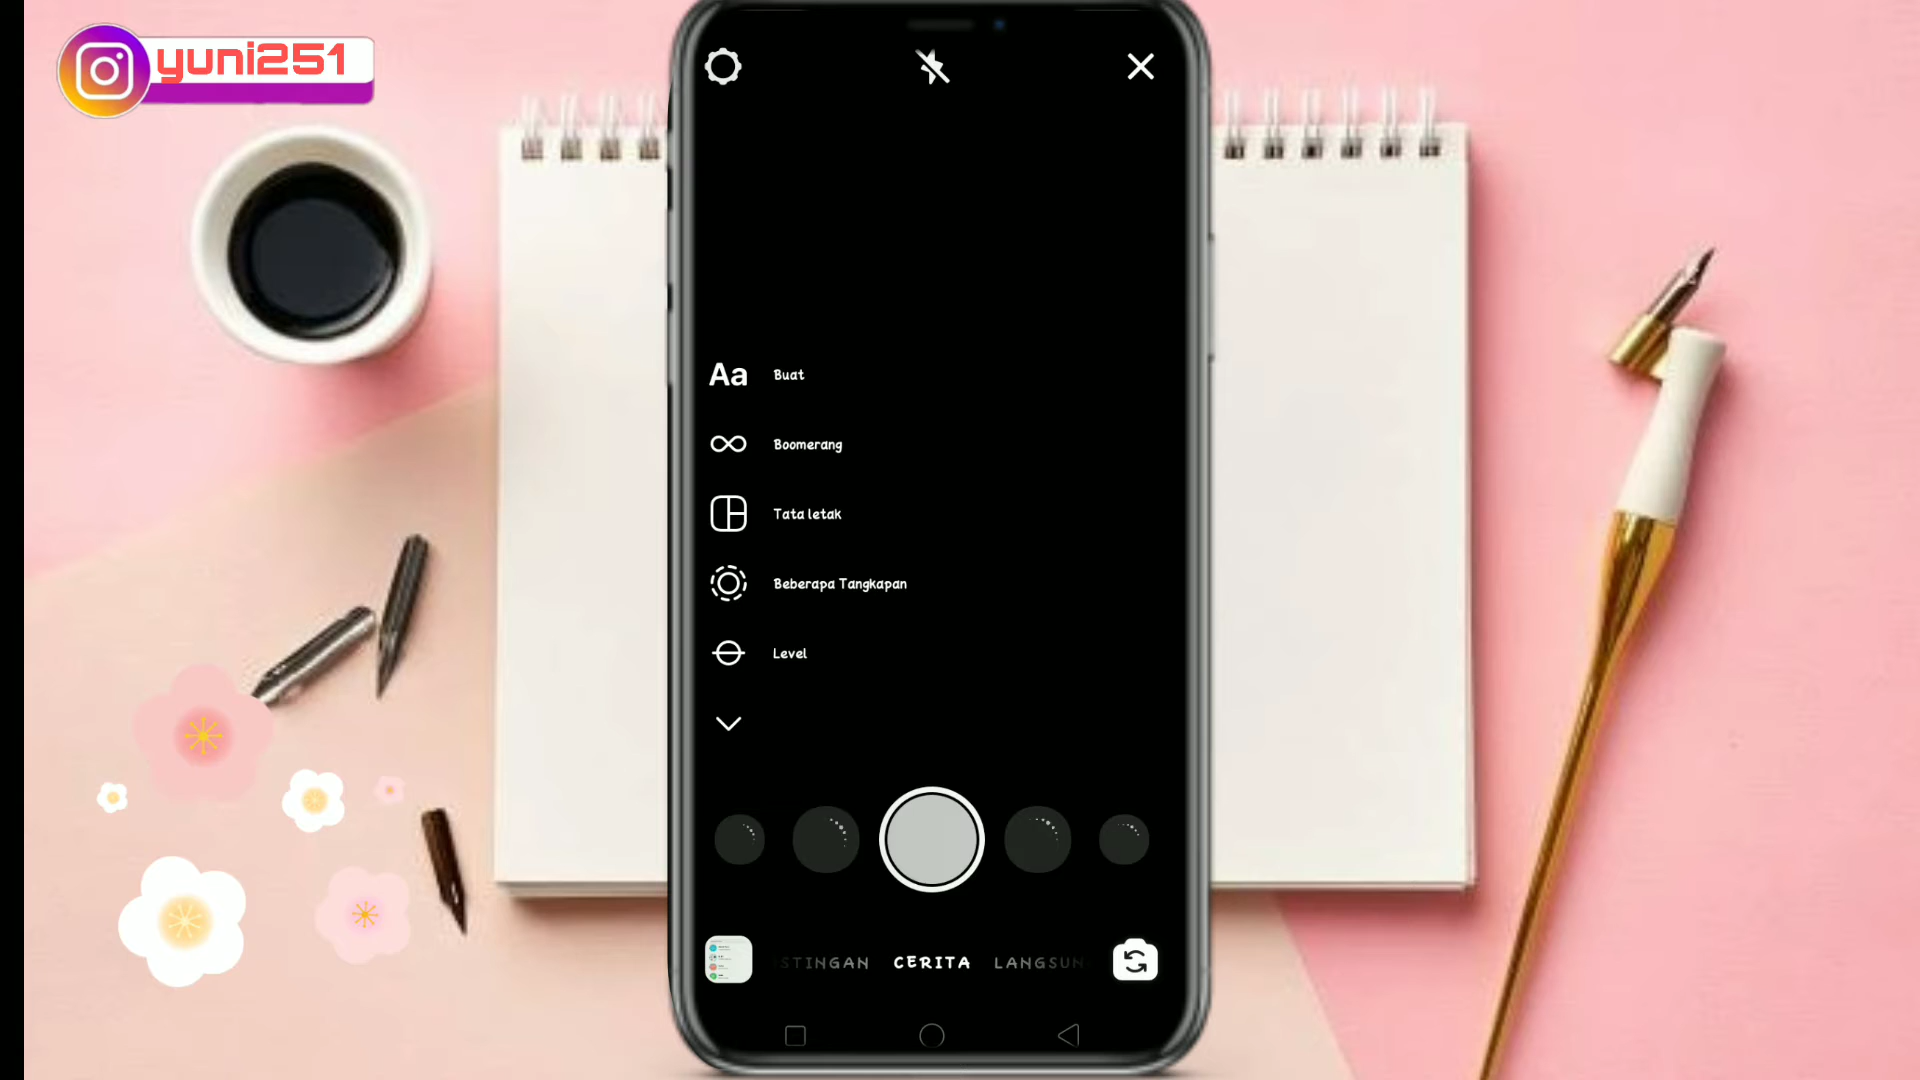 yuni251
Aa Buat
Boomerang
Tata letak
Beberapa Tangkapan
Level
STINGAN CERITA LANGSUN